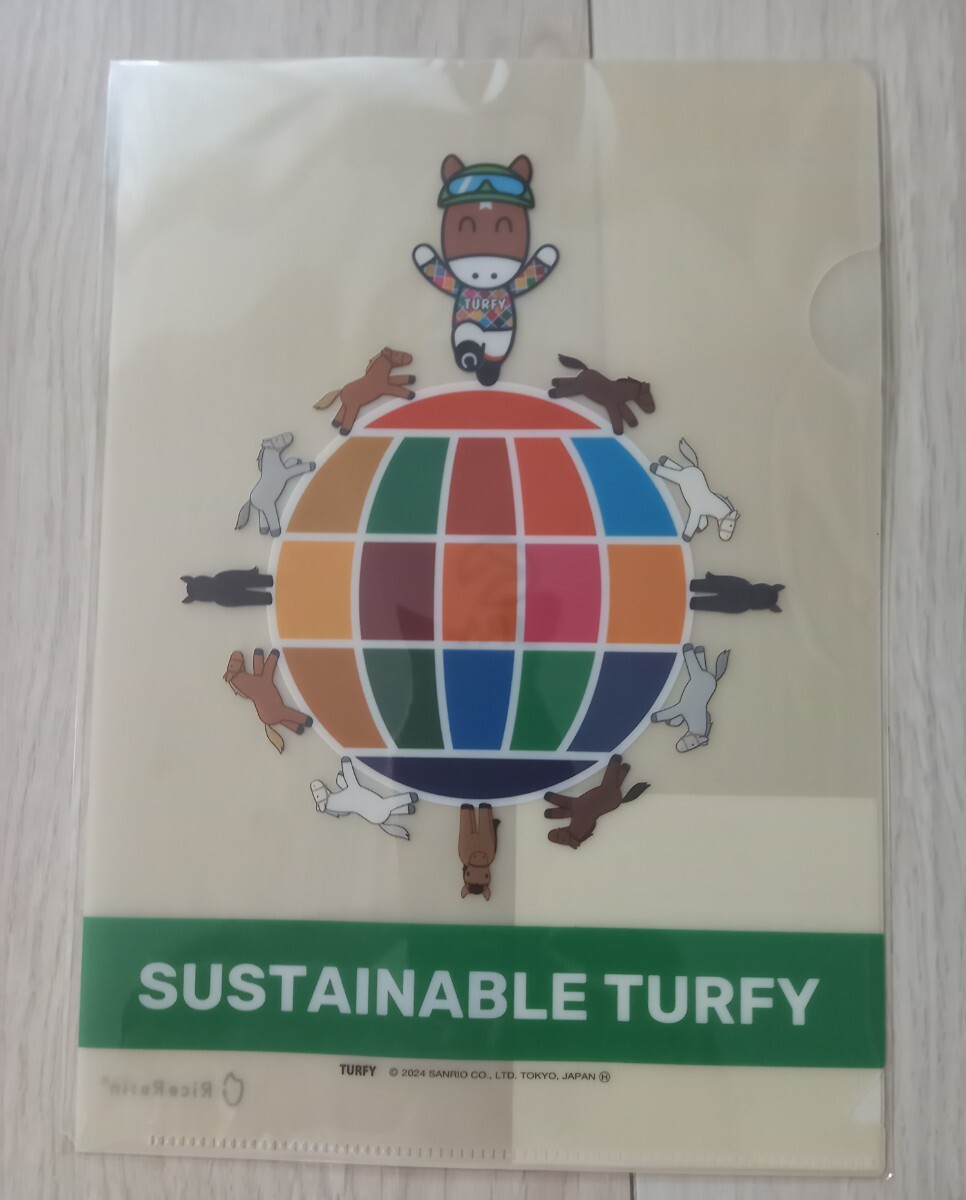 TURFY
SUSTAINABLE TURFY
TURFY © 2024 SANRIO CO., LTD. TOKYO, JAPAN Ⓗ
RiceResin®